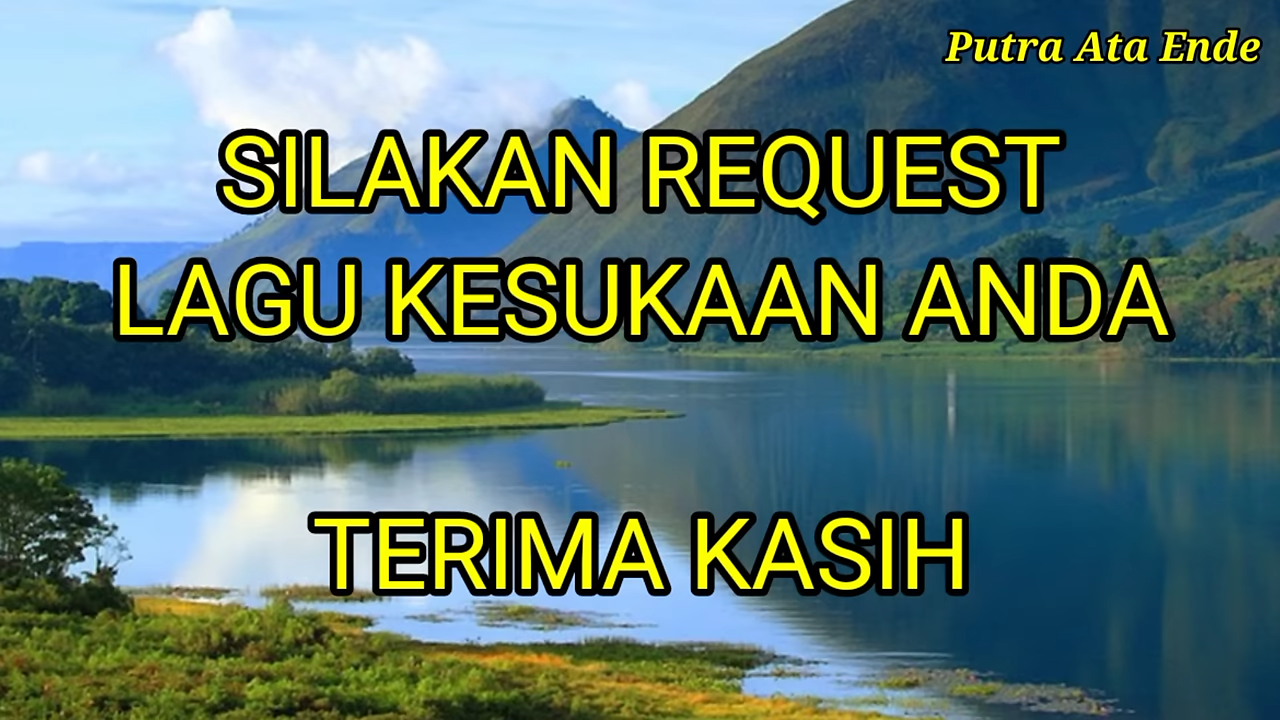 Putra Ata Ende
SILAKAN REQUEST
LAGU KESUKAAN ANDA
TERIMA KASIH